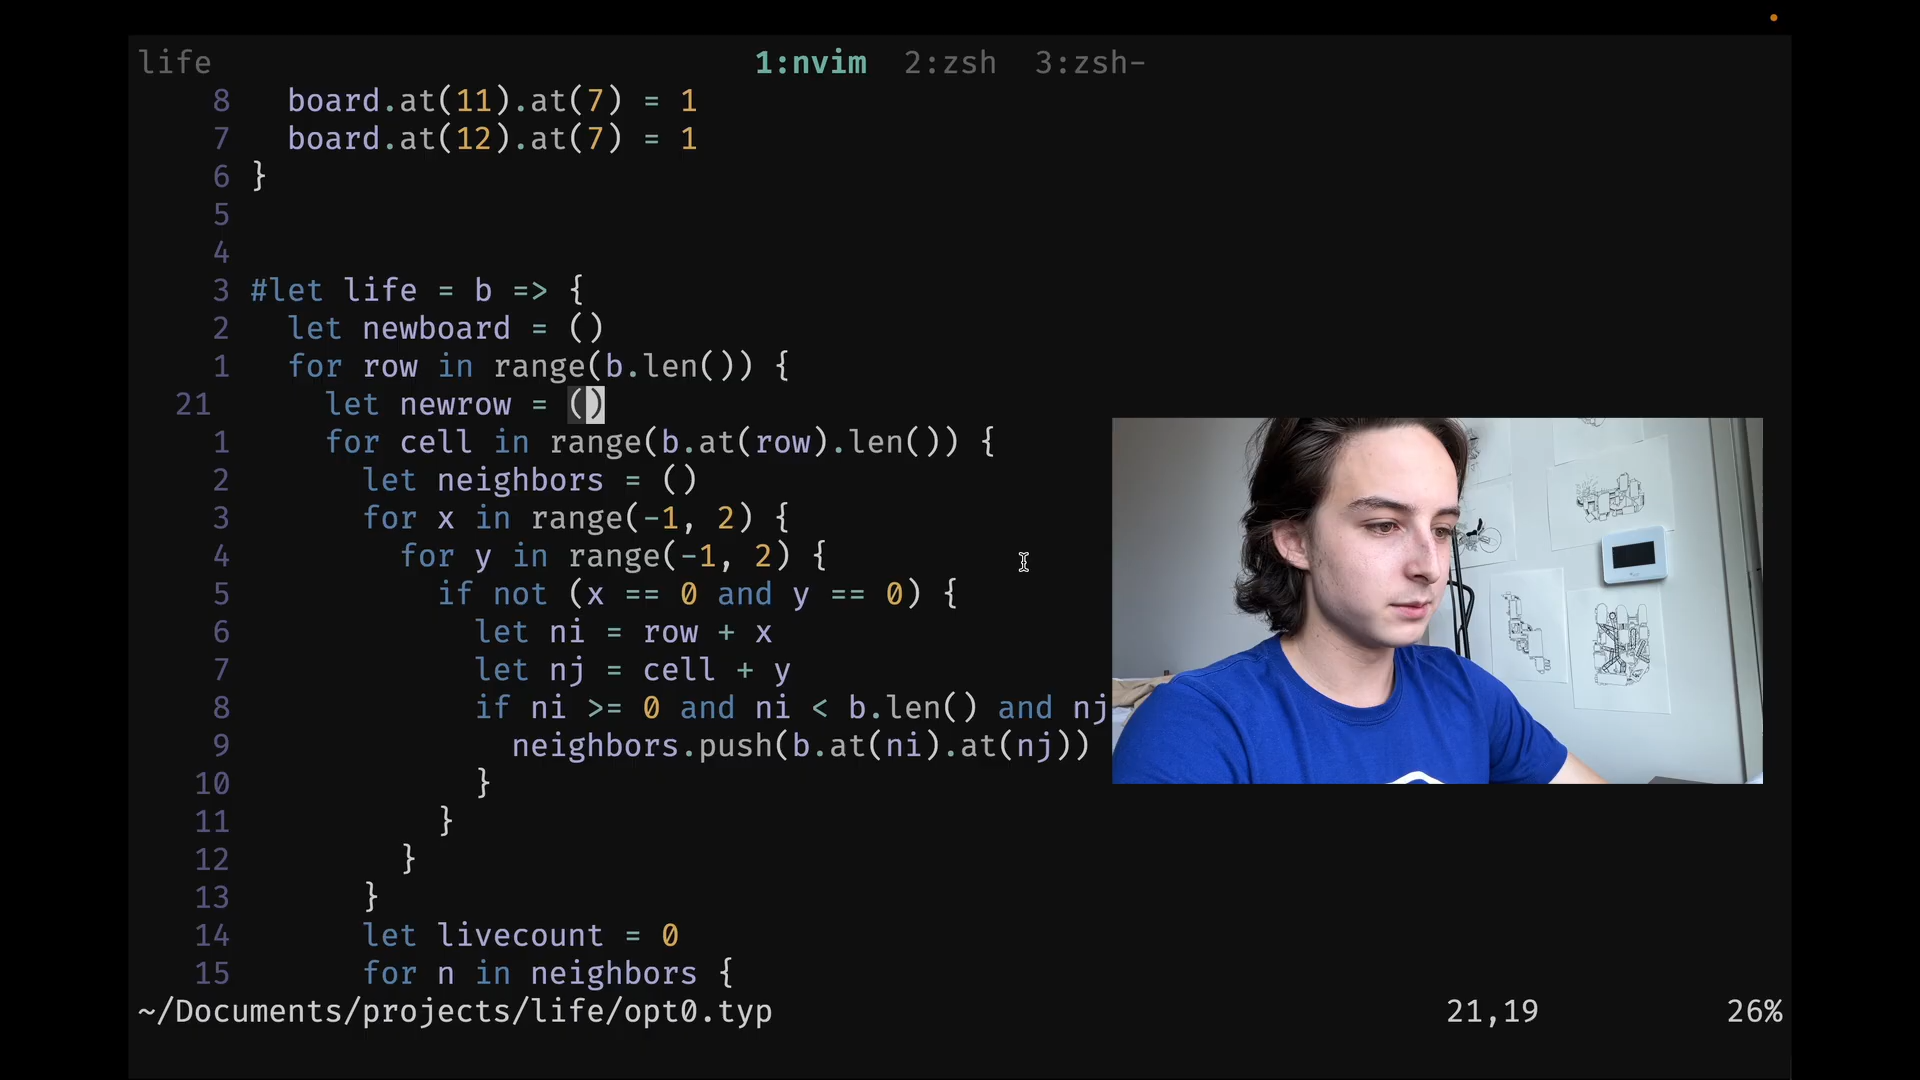 life 1:nvim 2:zsh 3:zsh-
8 board.at(11).at(7) = 1
7 board.at(12).at(7) = 1
6 }
5
4
3 #let life = b => {
2 let newboard = ()
1 for row in range(b.len()) {
21 let newrow = ()
1 for cell in range(b.at(row).len()) {
2 let neighbors = ()
3 for x in range(-1, 2) {
4 for y in range(-1, 2) {
5 if not (x == 0 and y == 0) {
6 let ni = row + x
7 let nj = cell + y
8 if ni >= 0 and ni < b.len() and nj
9 neighbors.push(b.at(ni).at(nj))
10 }
11 }
12 }
13 }
14 let livecount = 0
15 for n in neighbors {
~/Documents/projects/life/opt0.typ 21,19 26%